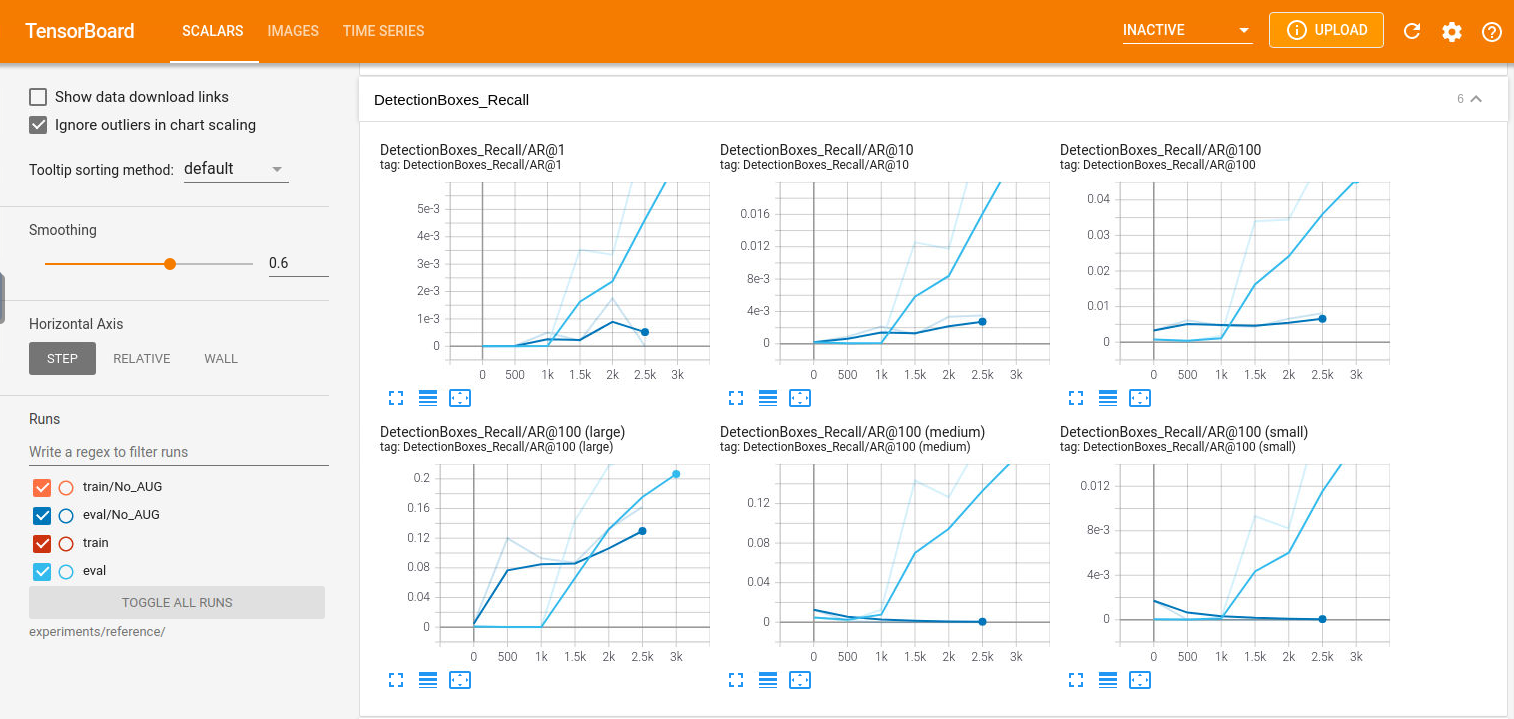 TensorBoard SCALARS IMAGES TIME SERIES INACTIVE UPLOAD
Show data download links
Ignore outliers in chart scaling
Tooltip sorting method: default
Smoothing
0.6
Horizontal Axis
STEP RELATIVE WALL
Runs
Write a regex to filter runs
train/No_AUG
eval/No_AUG
train
eval
TOGGLE ALL RUNS
experiments/reference/
DetectionBoxes_Recall 6
DetectionBoxes_Recall/AR@1
tag: DetectionBoxes_Recall/AR@1
5e-3
4e-3
3e-3
2e-3
1e-3
0
0 500 1k 1.5k 2k 2.5k 3k
DetectionBoxes_Recall/AR@10
tag: DetectionBoxes_Recall/AR@10
0.016
0.012
8e-3
4e-3
0
0 500 1k 1.5k 2k 2.5k 3k
DetectionBoxes_Recall/AR@100
tag: DetectionBoxes_Recall/AR@100
0.04
0.03
0.02
0.01
0
0 500 1k 1.5k 2k 2.5k 3k
DetectionBoxes_Recall/AR@100 (large)
tag: DetectionBoxes_Recall/AR@100 (large)
0.2
0.16
0.12
0.08
0.04
0
0 500 1k 1.5k 2k 2.5k 3k
DetectionBoxes_Recall/AR@100 (medium)
tag: DetectionBoxes_Recall/AR@100 (medium)
0.12
0.08
0.04
0
0 500 1k 1.5k 2k 2.5k 3k
DetectionBoxes_Recall/AR@100 (small)
tag: DetectionBoxes_Recall/AR@100 (small)
0.012
8e-3
4e-3
0
0 500 1k 1.5k 2k 2.5k 3k